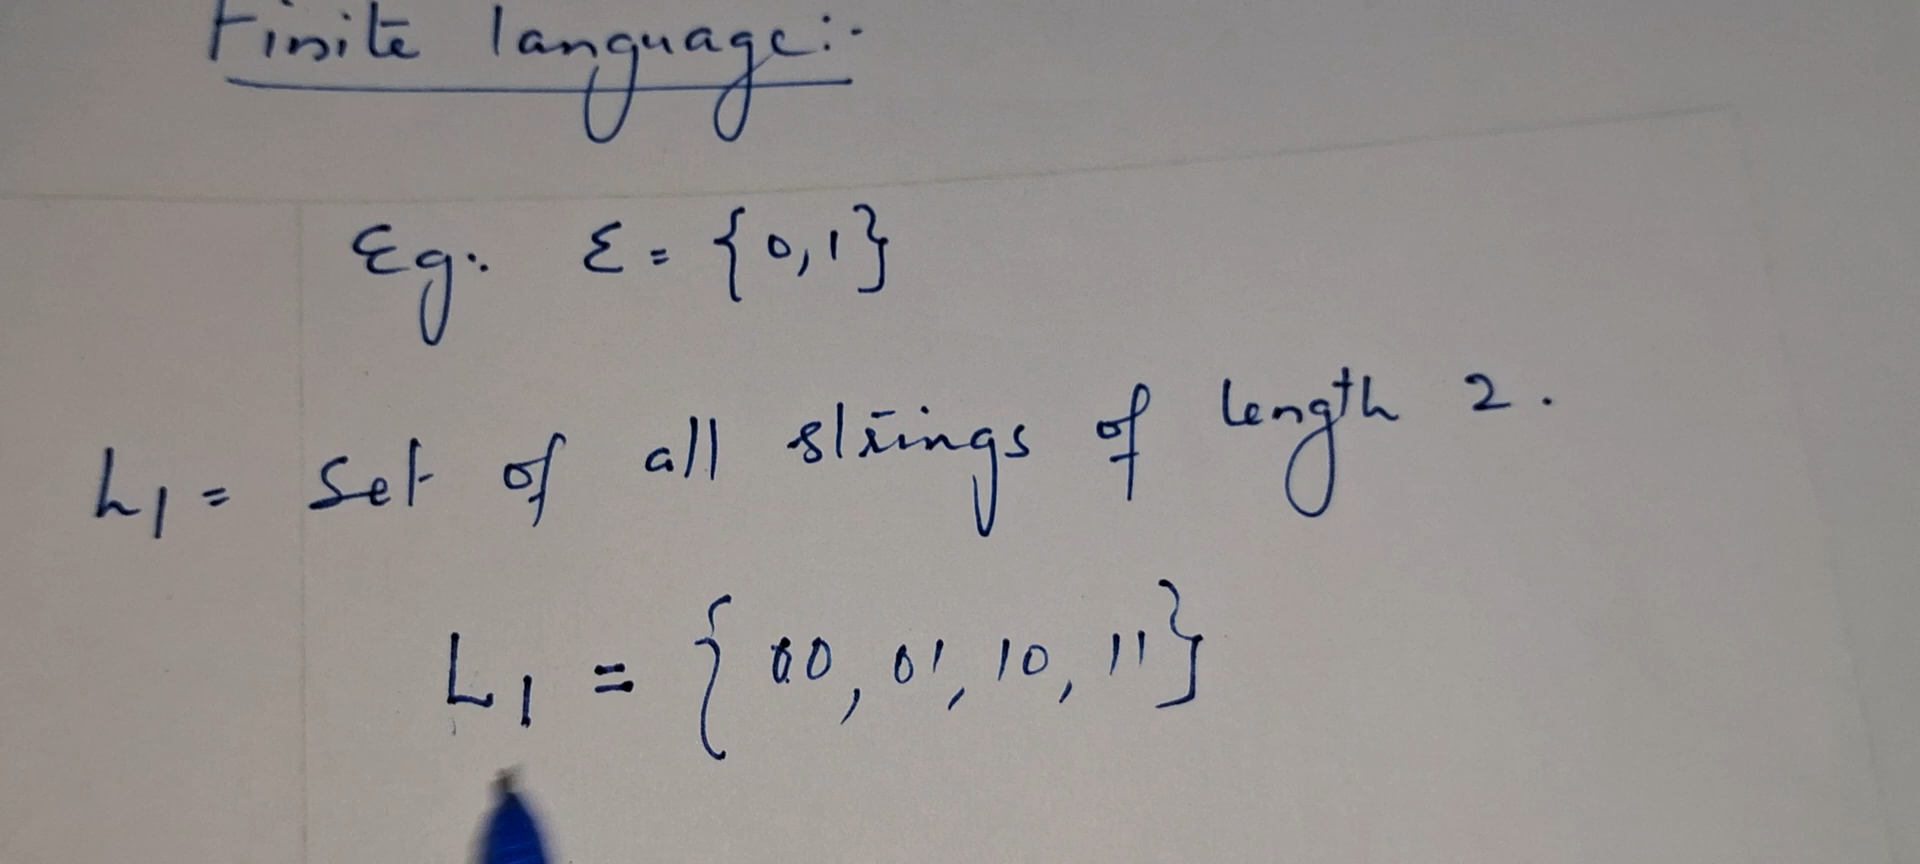 Finite language:-
Eg:. Ɛ = {0,1}
L1 = Set of all strings of length 2.
L1 = {00, 01, 10, 11}